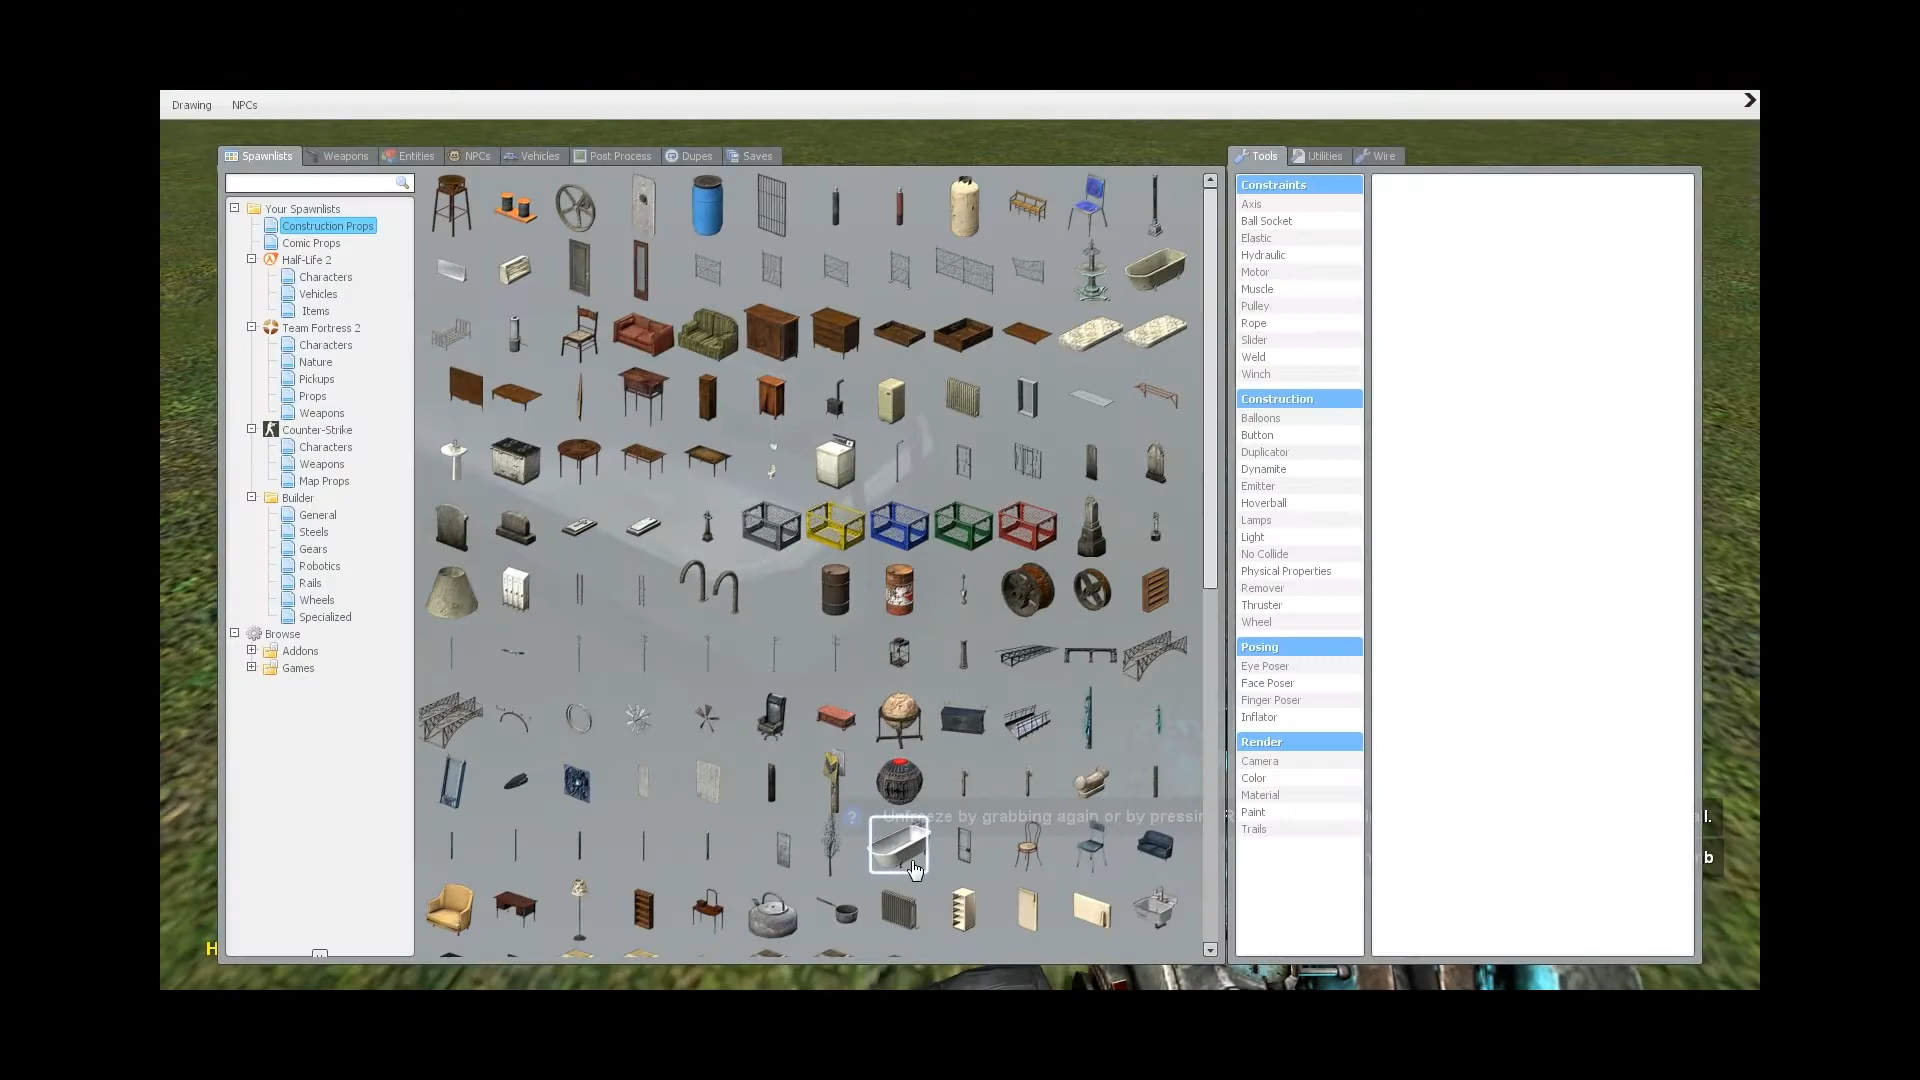 Drawing NPCs
Spawnlists Weapons Entities NPCs Vehicles Post Process Dupes Saves
Your Spawnlists
Construction Props
Comic Props
Half-Life 2
Characters
Vehicles
Items
Team Fortress 2
Characters
Nature
Pickups
Props
Weapons
Counter-Strike
Characters
Weapons
Map Props
Builder
General
Steels
Gears
Robotics
Rails
Wheels
Specialized
Browse
Addons
Games
H
Unfreeze by grabbing again or by pressin
l.
b
Tools Utilities Wire
Constraints
Axis
Ball Socket
Elastic
Hydraulic
Motor
Muscle
Pulley
Rope
Slider
Weld
Winch
Construction
Balloons
Button
Duplicator
Dynamite
Emitter
Hoverball
Lamps
Light
No Collide
Physical Properties
Remover
Thruster
Wheel
Posing
Eye Poser
Face Poser
Finger Poser
Inflator
Render
Camera
Color
Material
Paint
Trails